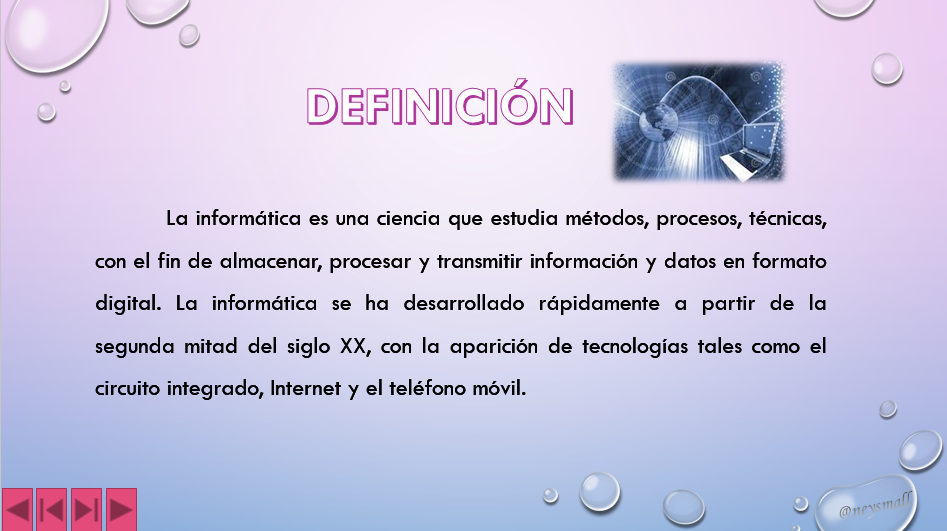 DEFINICIÓN
La informática es una ciencia que estudia métodos, procesos, técnicas,
con el fin de almacenar, procesar y transmitir información y datos en formato
digital. La informática se ha desarrollado rápidamente a partir de la
segunda mitad del siglo XX, con la aparición de tecnologías tales como el
circuito integrado, Internet y el teléfono móvil.
@neysmall